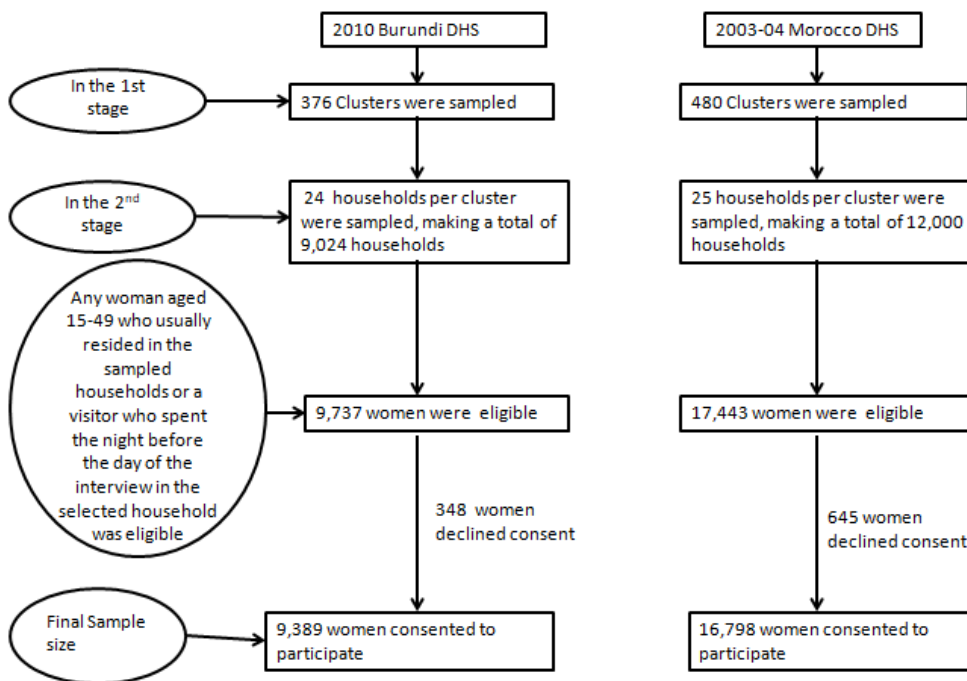 2010 Burundi DHS
2003-04 Morocco DHS
In the 1st
stage
376 Clusters were sampled
480 Clusters were sampled
In the 2nd
stage
24 households per cluster
were sampled, making a total of
9,024 households
25 households per cluster were
sampled, making a total of 12,000
households
Any woman aged
15-49 who usually
resided in the
sampled
households or a
visitor who spent
the night before
the day of the
interview in the
selected household
was eligible
9,737 women were eligible
17,443 women were eligible
348 women
declined consent
645 women
declined consent
Final Sample
size
9,389 women consented to
participate
16,798 women consented to
participate